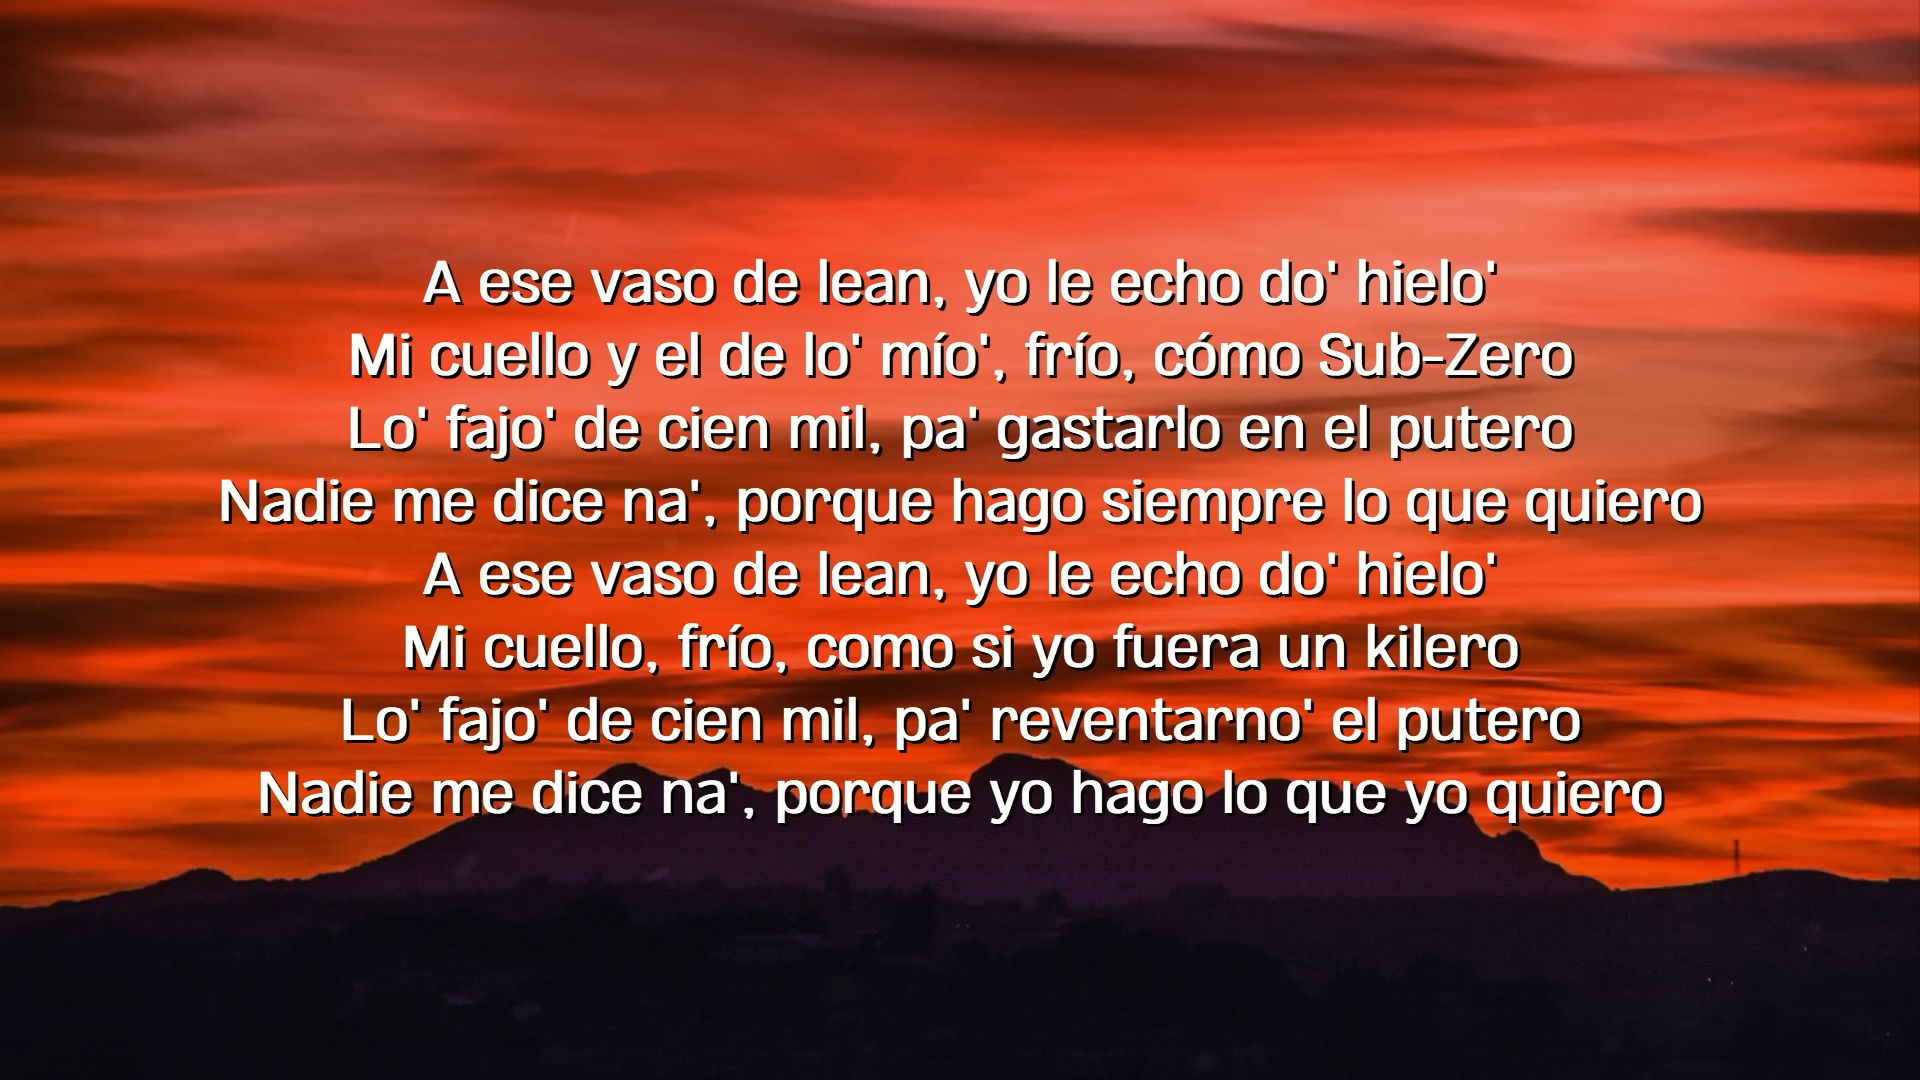 A ese vaso de lean, yo le echo do' hielo'
Mi cuello y el de lo' mío', frío, cómo Sub-Zero
Lo' fajo' de cien mil, pa' gastarlo en el putero
Nadie me dice na', porque hago siempre lo que quiero
A ese vaso de lean, yo le echo do' hielo'
Mi cuello, frío, como si yo fuera un kilero
Lo' fajo' de cien mil, pa' reventarno' el putero
Nadie me dice na', porque yo hago lo que yo quiero